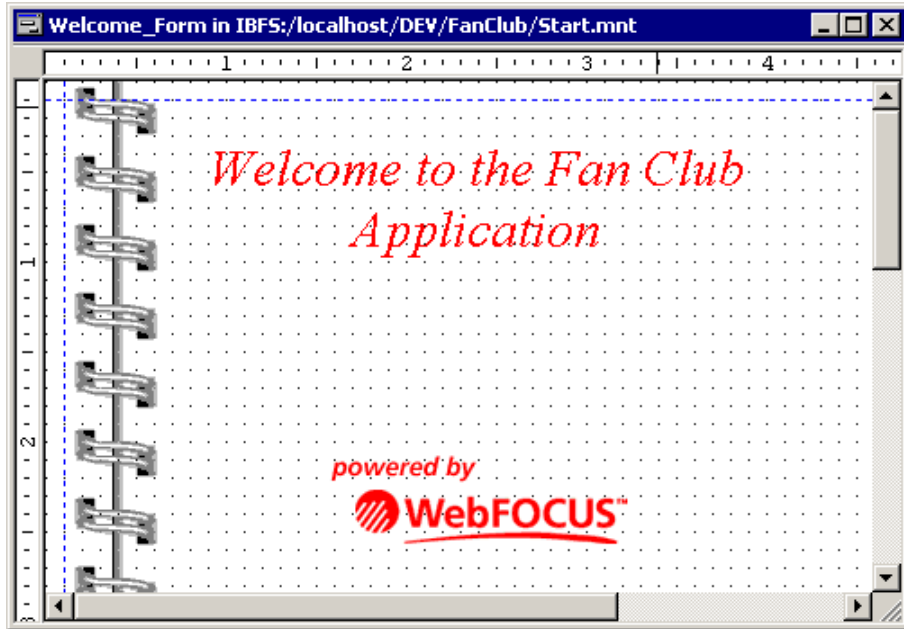 Welcome_Form in IBFS:/localhost/DEV/FanClub/Start.mnt
1 2 3 4
Welcome to the Fan Club
Application
1
2
powered by
WebFOCUS™
3